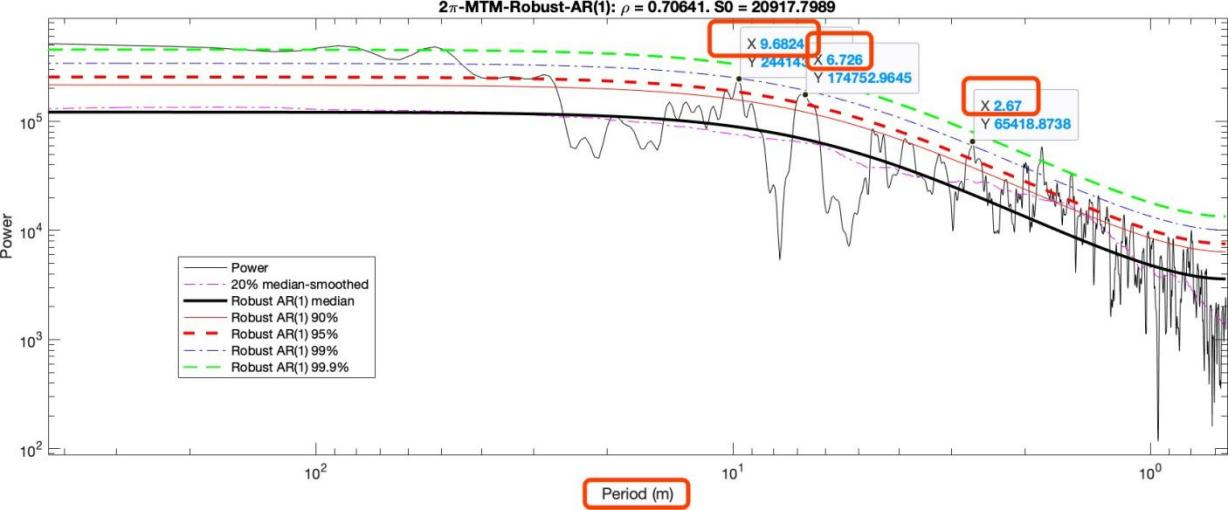 2π-MTM-Robust-AR(1): ρ = 0.70641. S0 = 20917.7989
X 9.6824
Y 244143
X 6.726
Y 174752.9645
X 2.67
Y 65418.8738
Power
10^5
10^4
10^3
10^2
Power
20% median-smoothed
Robust AR(1) median
Robust AR(1) 90%
Robust AR(1) 95%
Robust AR(1) 99%
Robust AR(1) 99.9%
10^2
10^1
10^0
Period (m)